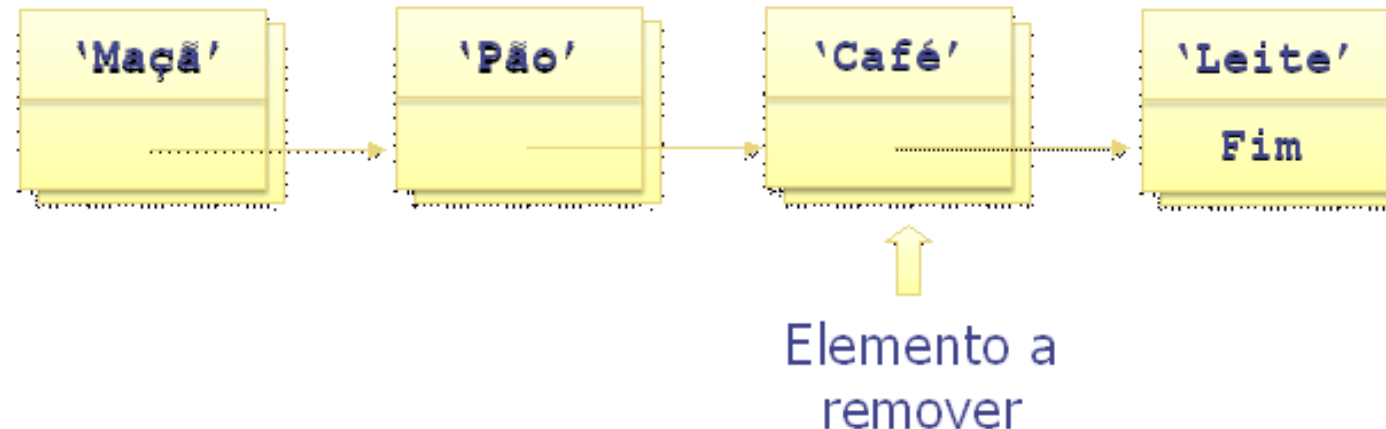 ‘Maçã’
‘Pão’
‘Café’
‘Leite’
Fim
Elemento a
remover